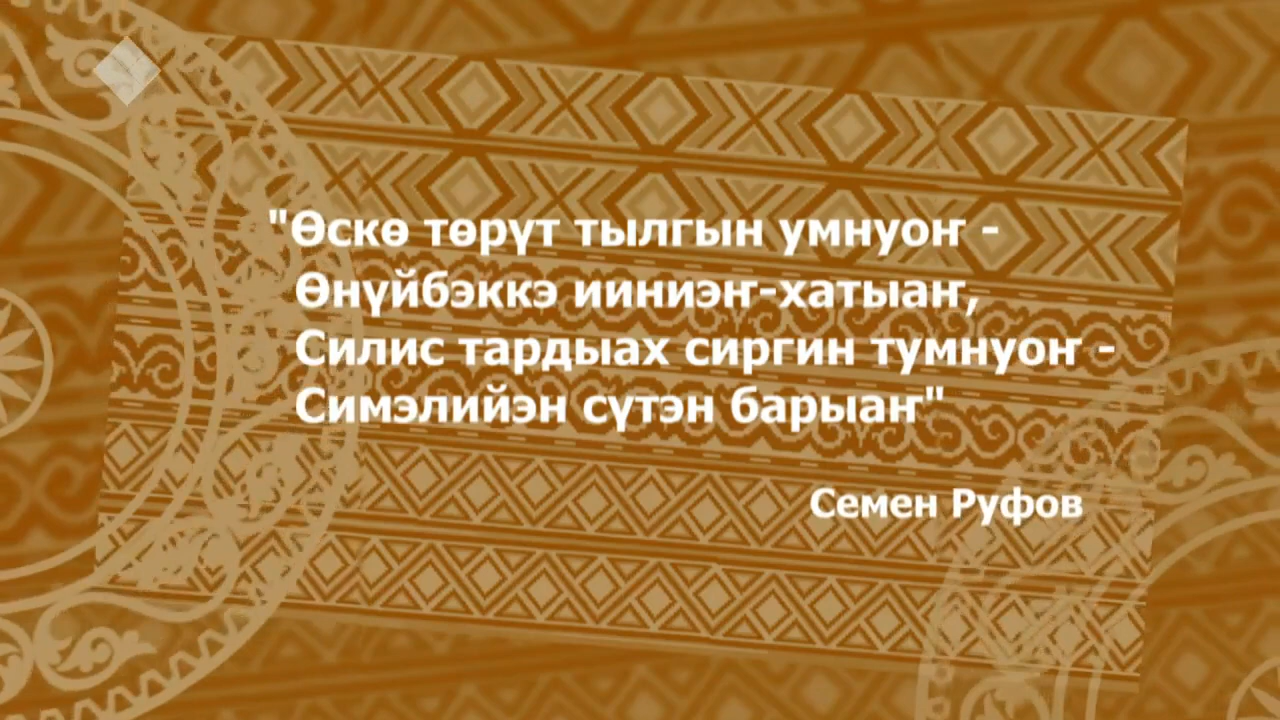 "Өскө төрүт тылгын умнуоҥ -
Өнүйбэккэ ииниэҥ-хатыаҥ,
Силис тардыах сиргин тумнуоҥ -
Симэлийэн сүтэн барыаҥ"
Семен Руфов